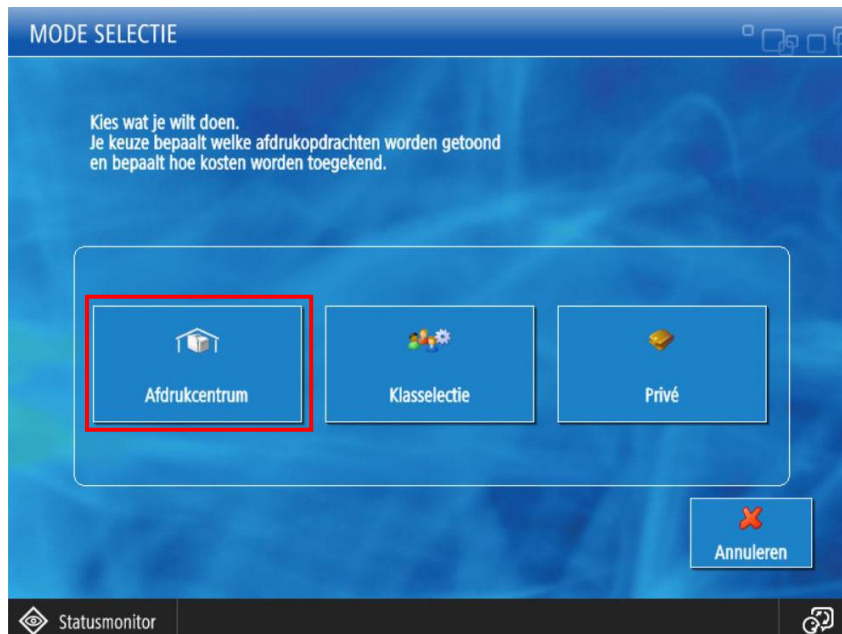 MODE SELECTIE
Kies wat je wilt doen.
Je keuze bepaalt welke afdrukopdrachten worden getoond
en bepaalt hoe kosten worden toegekend.
Afdrukcentrum
Klasselectie
Privé
Annuleren
Statusmonitor